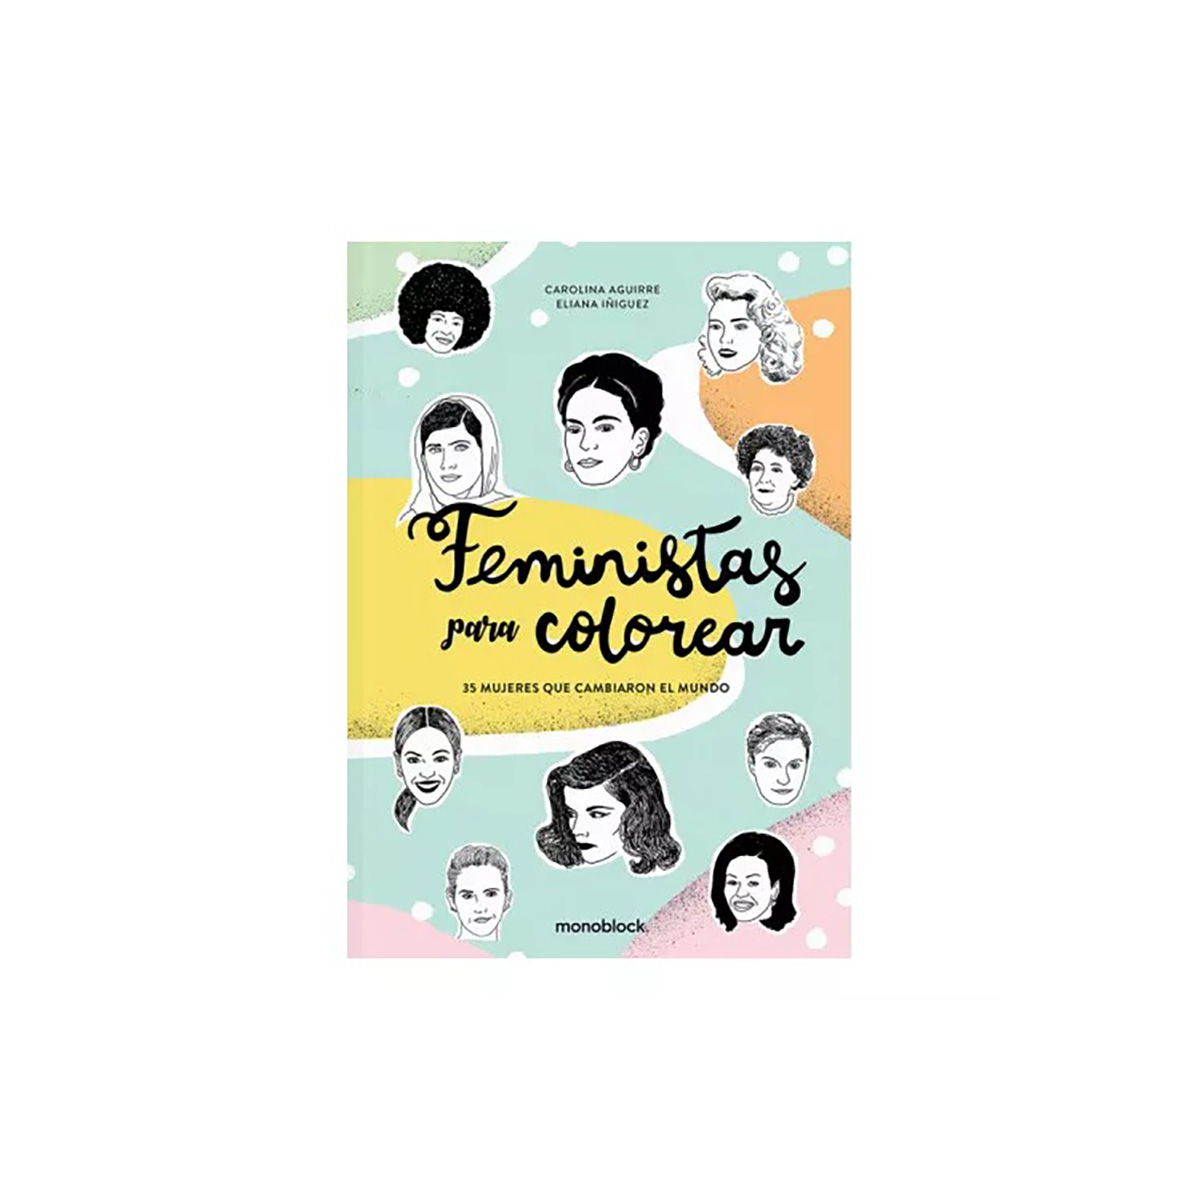 CAROLINA AGUIRRE
ELIANA IÑIGUEZ
Feministas
para colorear
35 MUJERES QUE CAMBIARON EL MUNDO
monoblock.